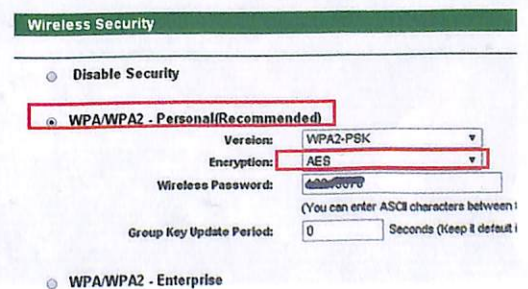 Wireless Security
Disable Security
WPA/WPA2 - Personal(Recommended)
Version: WPA2-PSK
Encryption: AES
Wireless Password:
(You can enter ASCII characters between
Group Key Update Period: 0 Seconds (Keep it default i
WPA/WPA2 - Enterprise